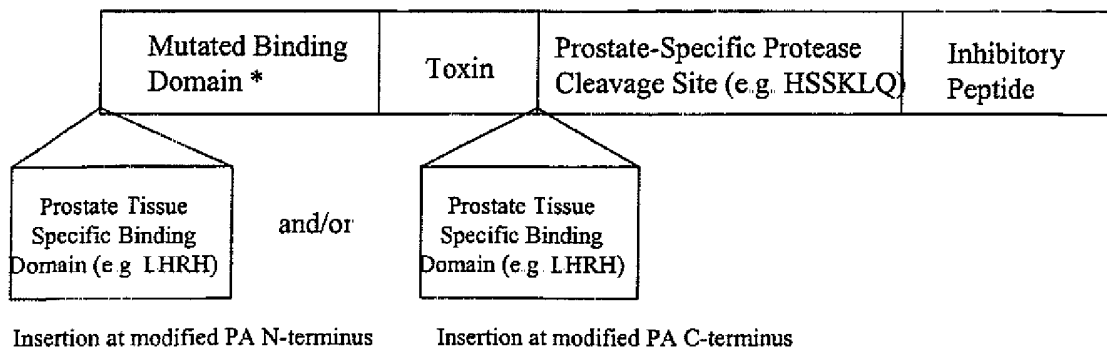 Mutated Binding
Domain *
Toxin
Prostate-Specific Protease
Cleavage Site (e.g. HSSKLQ)
Inhibitory
Peptide
Prostate Tissue
Specific Binding
Domain (e.g. LHRH)
and/or
Prostate Tissue
Specific Binding
Domain (e.g. LHRH)
Insertion at modified PA N-terminus
Insertion at modified PA C-terminus